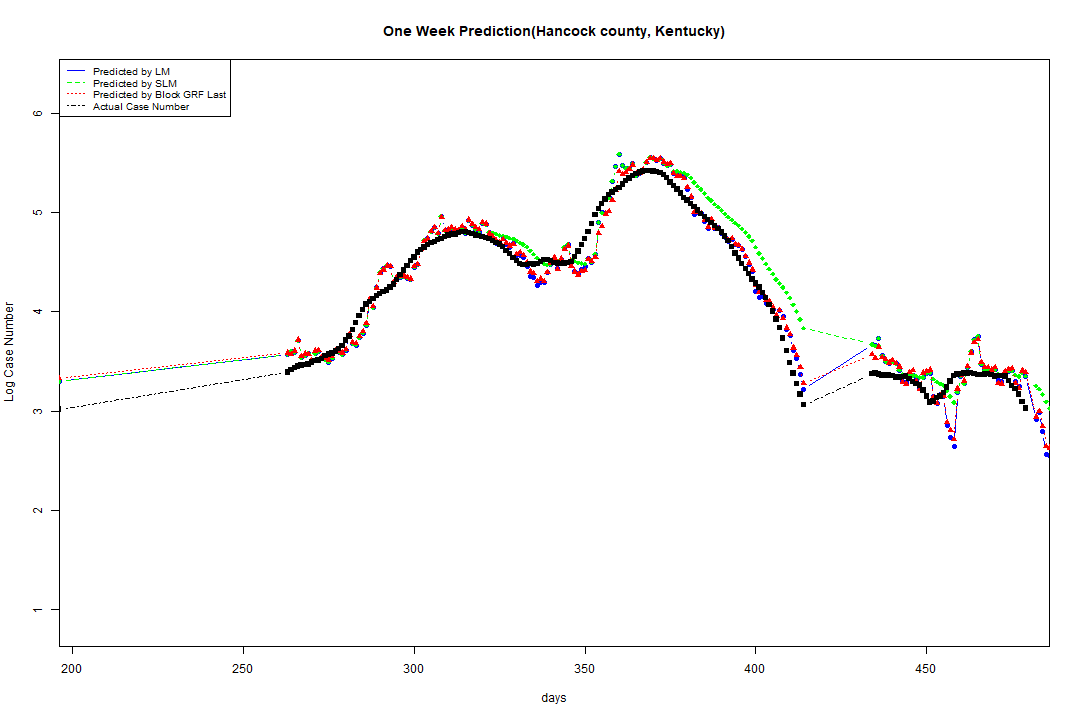 One Week Prediction(Hancock county, Kentucky)
Predicted by LM
Predicted by SLM
Predicted by Block GRF Last
Actual Case Number
6
5
4
3
2
1
Log Case Number
200 250 300 350 400 450
days